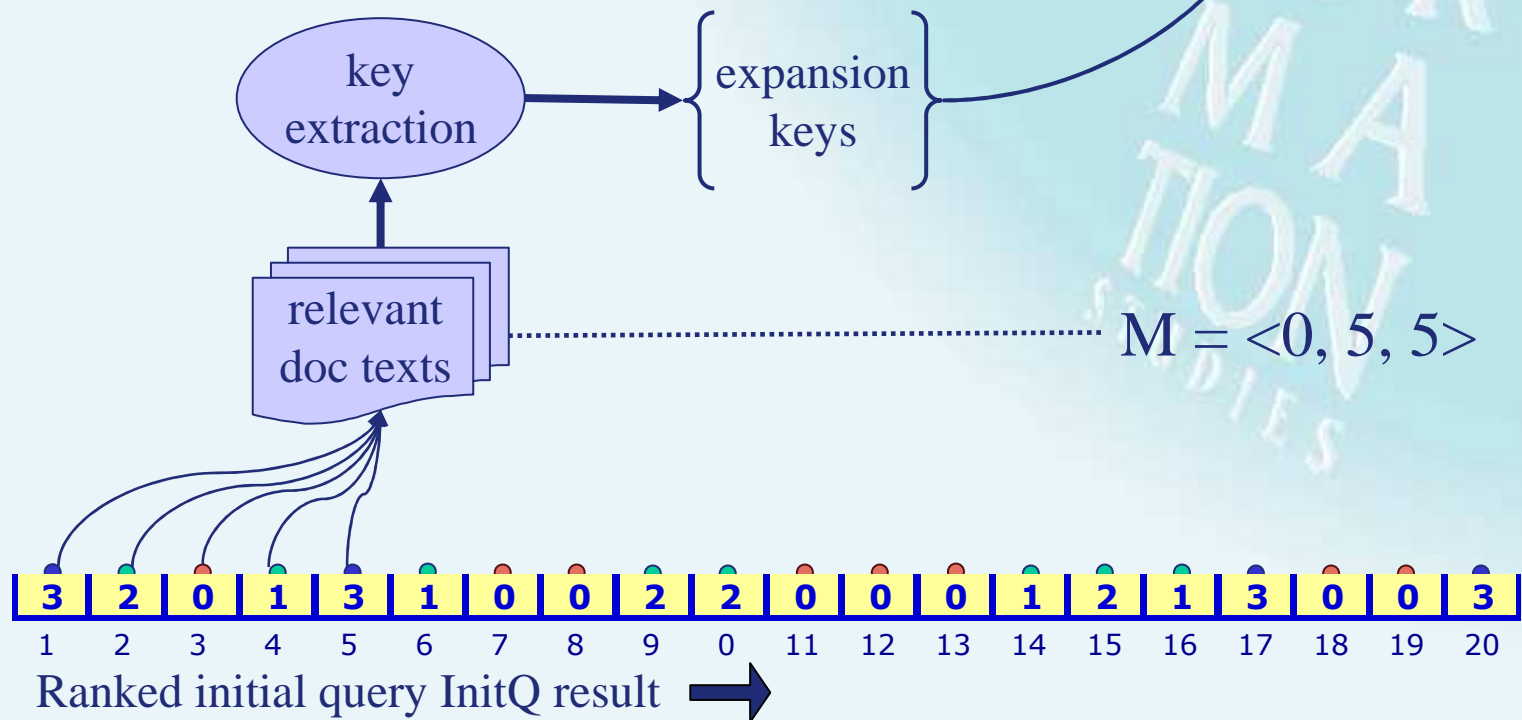 key
extraction
expansion
keys
relevant
doc texts
M = <0, 5, 5>
M A
TION
STUDIES
3 2 0 1 3 1 0 0 2 2 0 0 0 1 2 1 3 0 0 3
1 2 3 4 5 6 7 8 9 0 11 12 13 14 15 16 17 18 19 20
Ranked initial query InitQ result